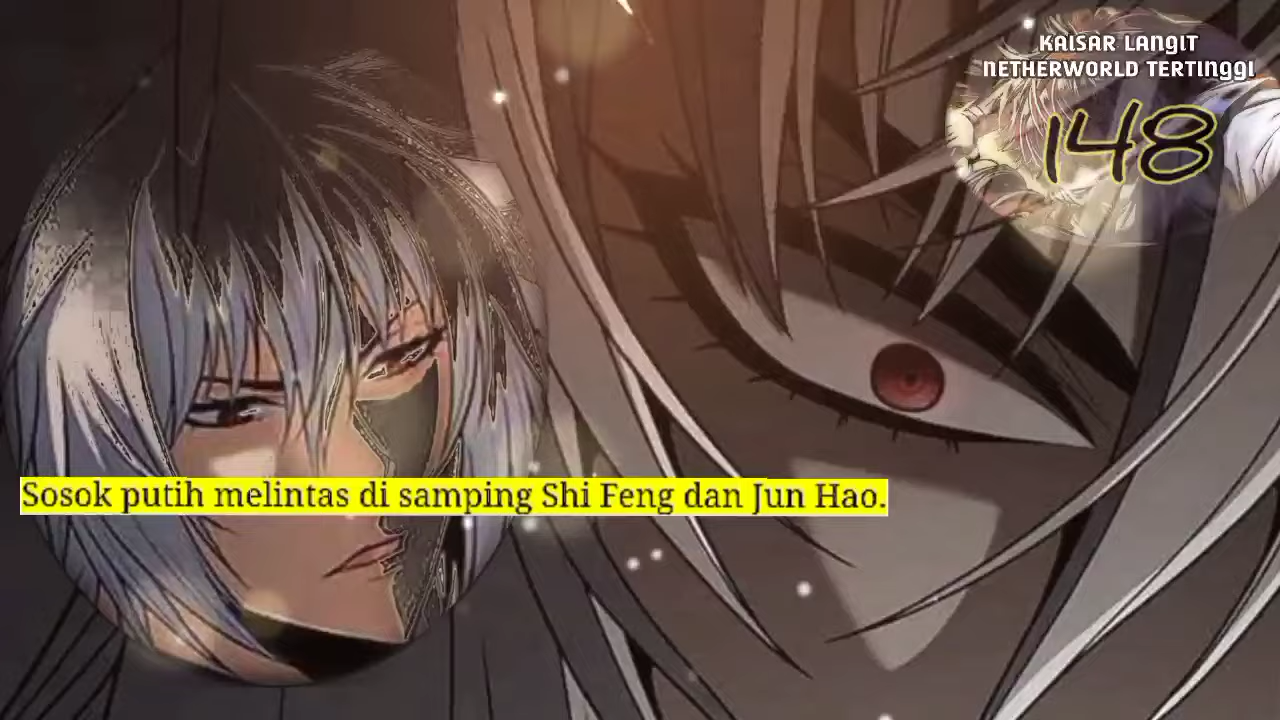 KAISAR LANGIT
NETHERWORLD TERTINGGI
148
Sosok putih melintas di samping Shi Feng dan Jun Hao.